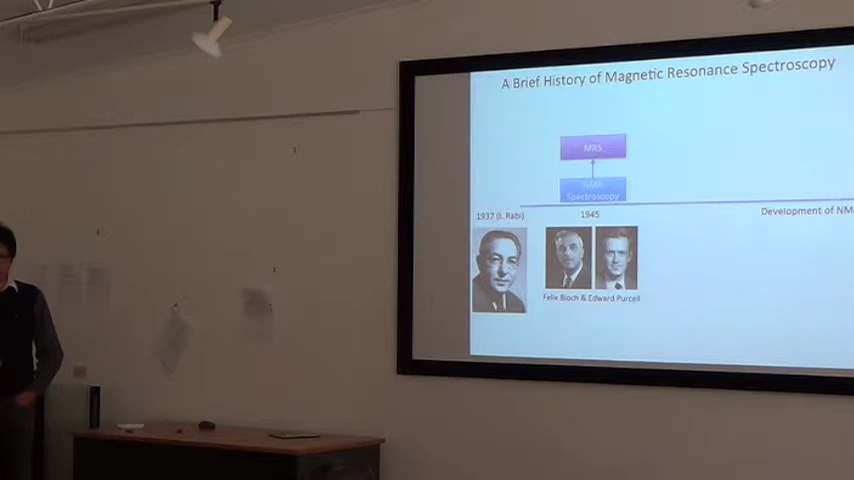 A Brief History of Magnetic Resonance Spectroscopy
MRS
NMR
Spectroscopy
1937 (I. Rabi)
1945
Development of NM
Felix Bloch & Edward Purcell